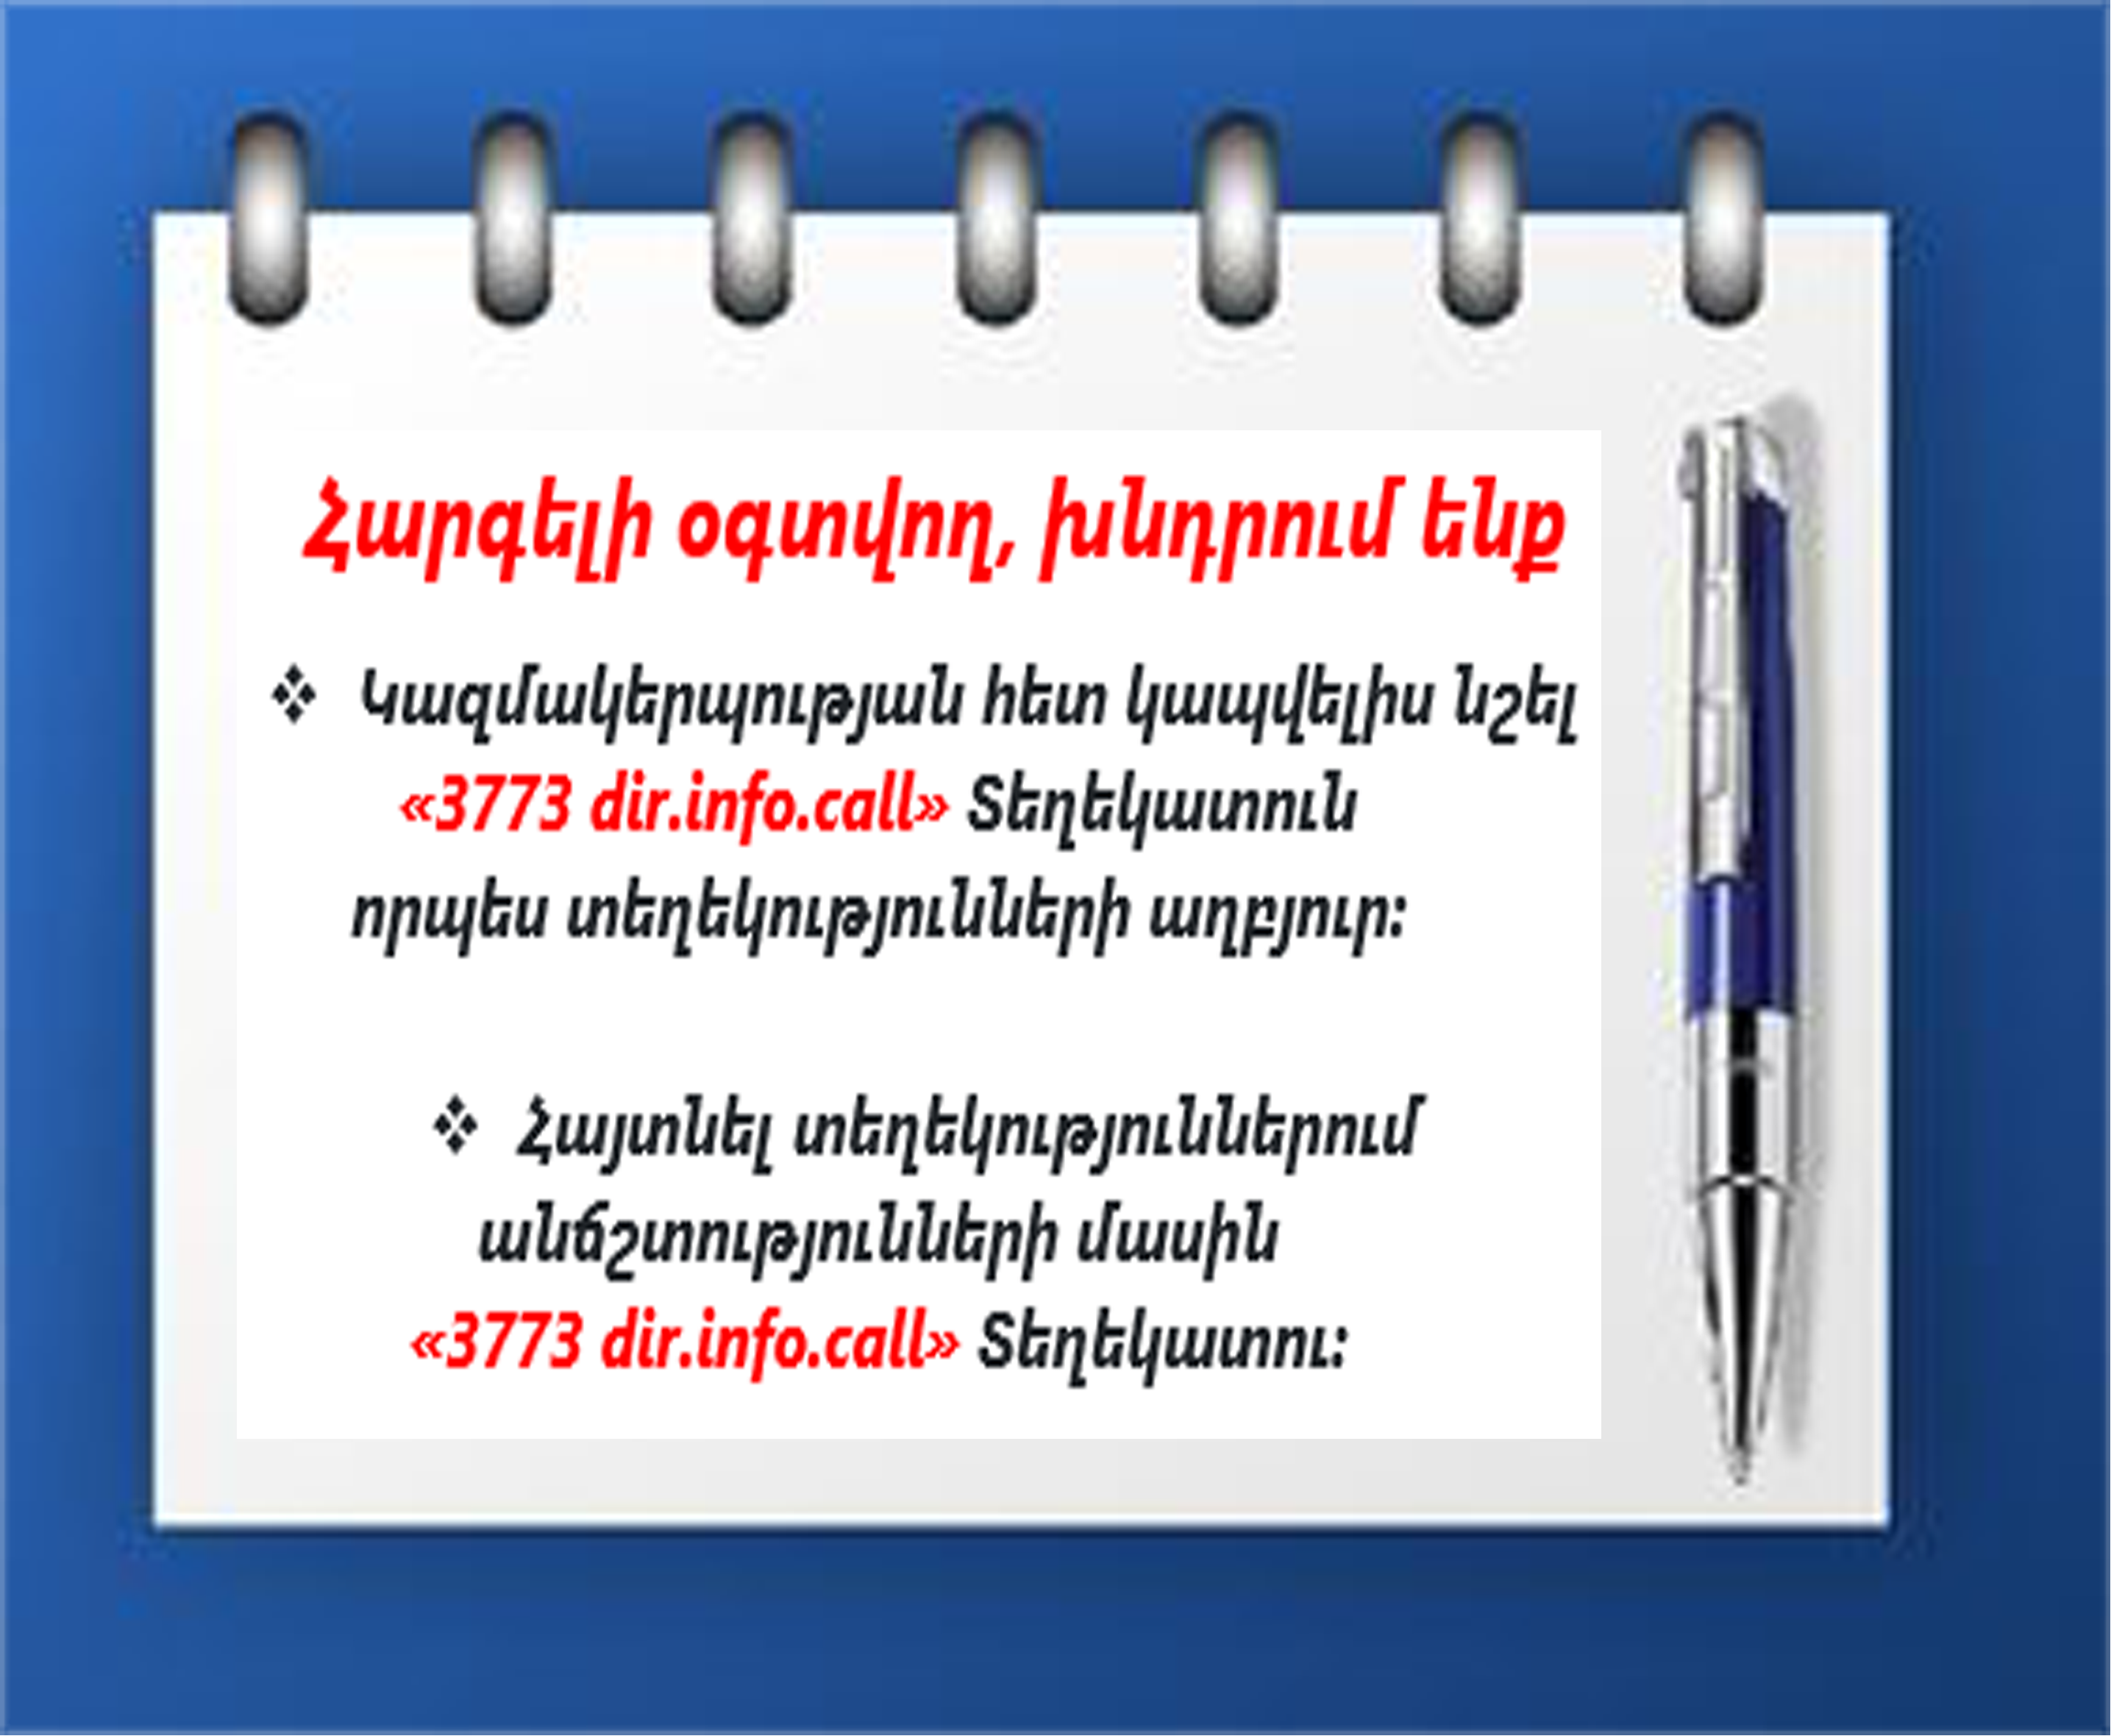 Հարգելի օգտվող, խնդրում ենք
❖ Կազմակերպության հետ կապվելիս նշել
«3773 dir.info.call» Տեղեկատուն
որպես տեղեկությունների աղբյուր:
❖ Հայտնել տեղեկություններում
անճշտությունների մասին
«3773 dir.info.call» Տեղեկատու: